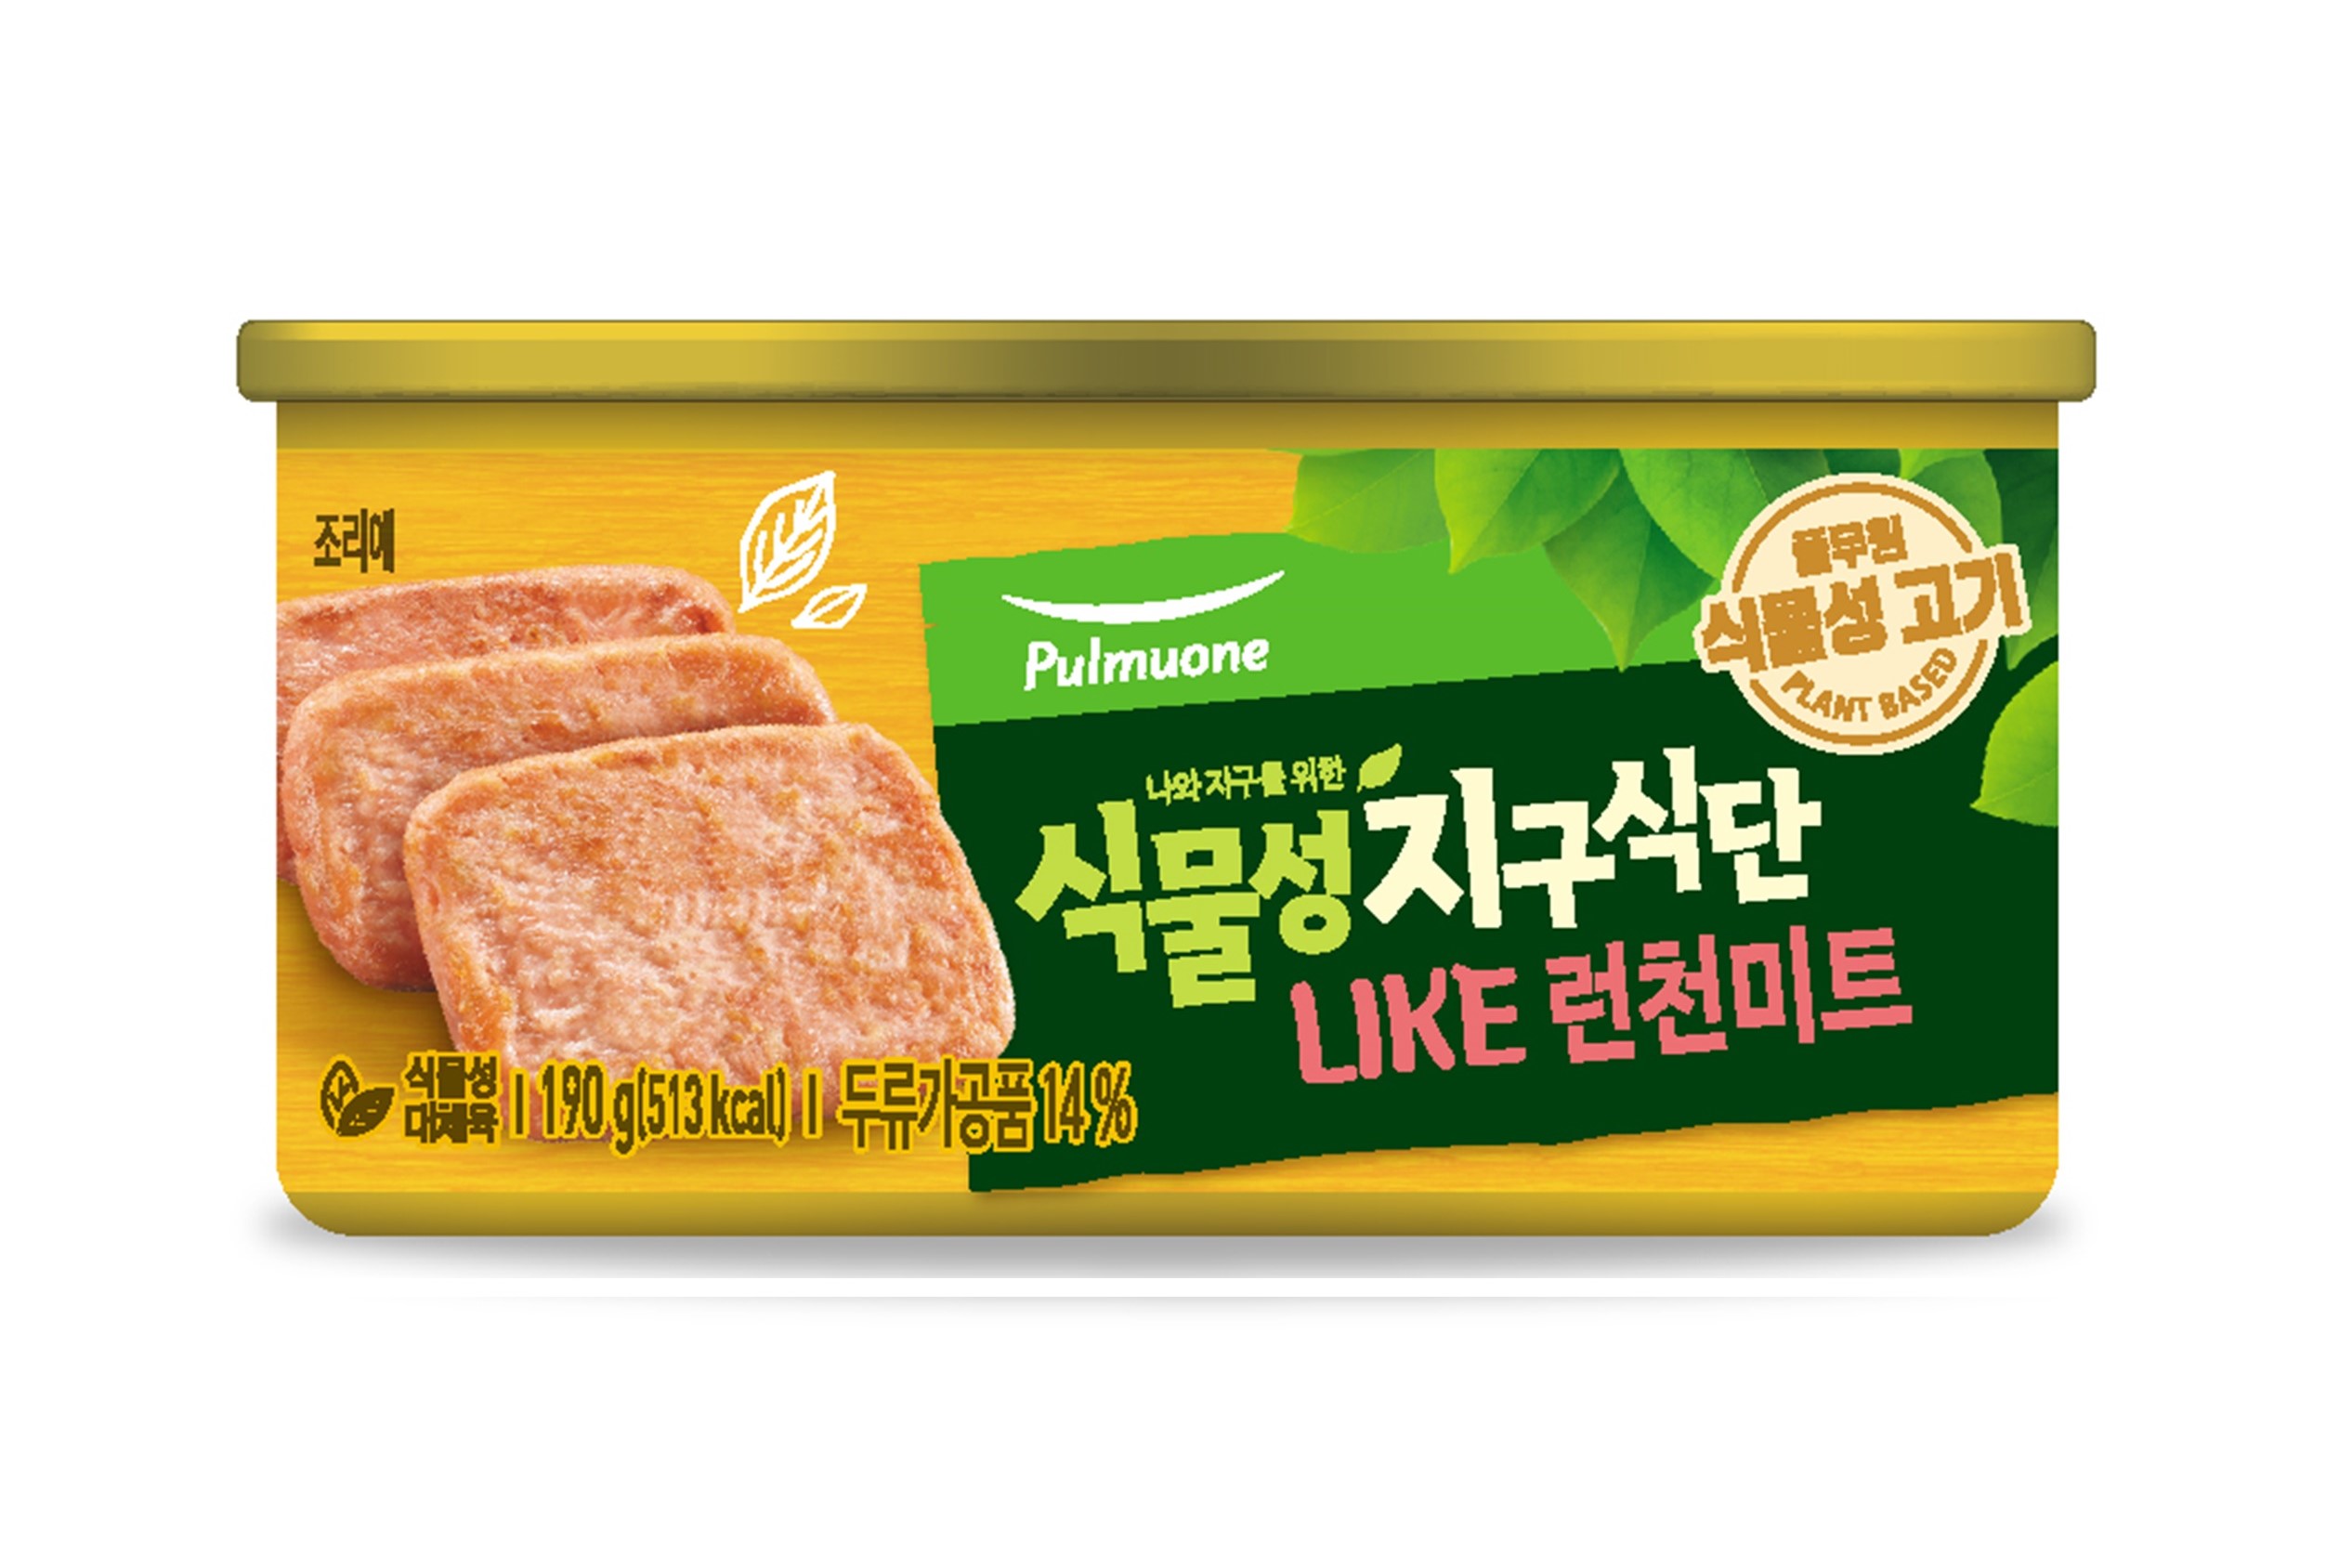 조리예
Pulmuone
풀무원
식물성 고기
PLANT BASED
나와 지구를 위한
식물성 지구식단
LIKE 런천미트
식물성
대체육 | 190 g(513 kcal) | 두류가공품 14%